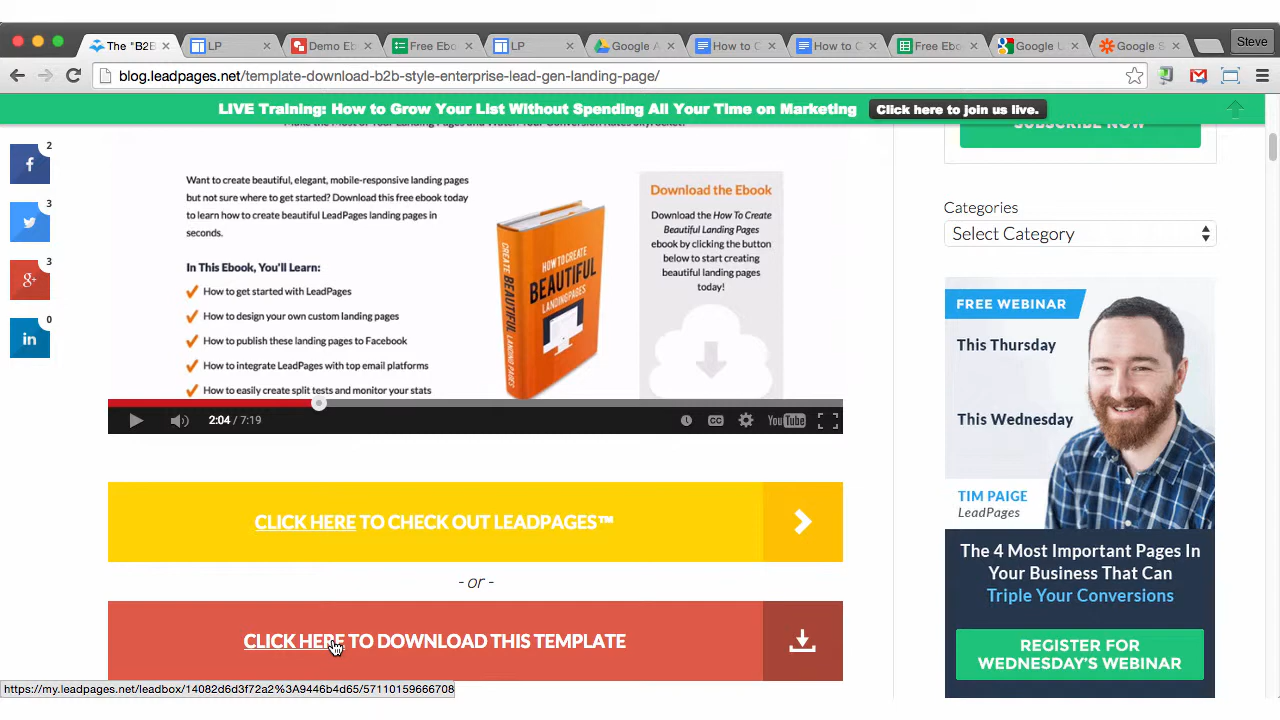 The "B2B
LP
Demo Eb
Free Ebo
LP
Google A
How to C
How to C
Free Ebo
Google U
Google S
Steve
blog.leadpages.net/template-download-b2b-style-enterprise-lead-gen-landing-page/
LIVE Training: How to Grow Your List Without Spending All Your Time on Marketing
Click here to join us live.
2
3
3
0
Want to create beautiful, elegant, mobile-responsive landing pages
but not sure where to get started? Download this free ebook today
to learn how to create beautiful LeadPages landing pages in
seconds.
In This Ebook, You'll Learn:
How to get started with LeadPages
How to design your own custom landing pages
How to publish these landing pages to Facebook
How to integrate LeadPages with top email platforms
How to easily create split tests and monitor your stats
CREATE BEAUTIFUL LANDING PAGES
HOW TO CREATE
BEAUTIFUL
LANDING PAGES
Download the Ebook
Download the How To Create
Beautiful Landing Pages
ebook by clicking the button
below to start creating
beautiful landing pages
today!
2:04 / 7:19
CC
YouTube
CLICK HERE TO CHECK OUT LEADPAGES™
- or -
CLICK HERE TO DOWNLOAD THIS TEMPLATE
https://my.leadpages.net/leadbox/14082d6d3f72a2%3A9446b4d65/57110159666708
SUBSCRIBE NOW
Categories
Select Category
FREE WEBINAR
This Thursday
This Wednesday
TIM PAIGE
LeadPages
The 4 Most Important Pages In
Your Business That Can
Triple Your Conversions
REGISTER FOR
WEDNESDAY'S WEBINAR